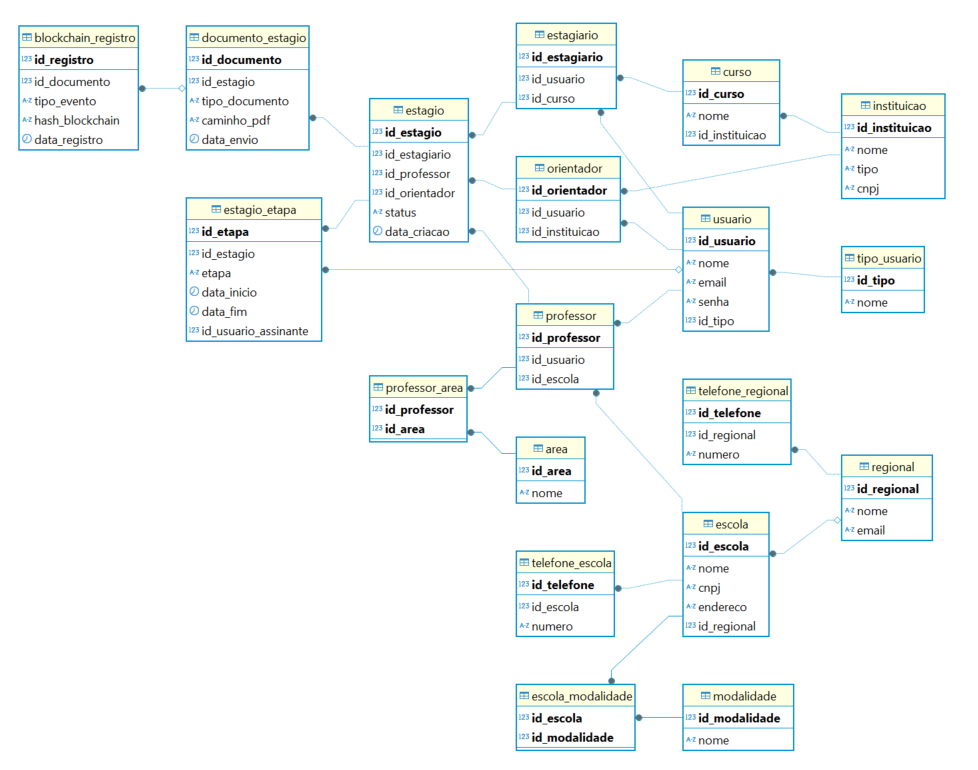 blockchain_registro
123 id_registro
123 id_documento
A-Z tipo_evento
A-Z hash_blockchain
data_registro
documento_estagio
123 id_documento
123 id_estagio
A-Z tipo_documento
A-Z caminho_pdf
data_envio
estagio
123 id_estagio
123 id_estagiario
123 id_professor
123 id_orientador
A-Z status
data_criacao
estagiario
123 id_estagiario
123 id_usuario
123 id_curso
curso
123 id_curso
A-Z nome
123 id_instituicao
instituicao
123 id_instituicao
A-Z nome
A-Z tipo
A-Z cnpj
orientador
123 id_orientador
123 id_usuario
123 id_instituicao
estagio_etapa
123 id_etapa
123 id_estagio
A-Z etapa
data_inicio
data_fim
123 id_usuario_assinante
usuario
123 id_usuario
A-Z nome
A-Z email
A-Z senha
123 id_tipo
tipo_usuario
123 id_tipo
A-Z nome
professor
123 id_professor
123 id_usuario
123 id_escola
professor_area
123 id_professor
123 id_area
area
123 id_area
A-Z nome
telefone_regional
123 id_telefone
123 id_regional
A-Z numero
regional
123 id_regional
A-Z nome
A-Z email
escola
123 id_escola
A-Z nome
A-Z cnpj
A-Z endereco
123 id_regional
telefone_escola
123 id_telefone
123 id_escola
A-Z numero
escola_modalidade
123 id_escola
123 id_modalidade
modalidade
123 id_modalidade
A-Z nome